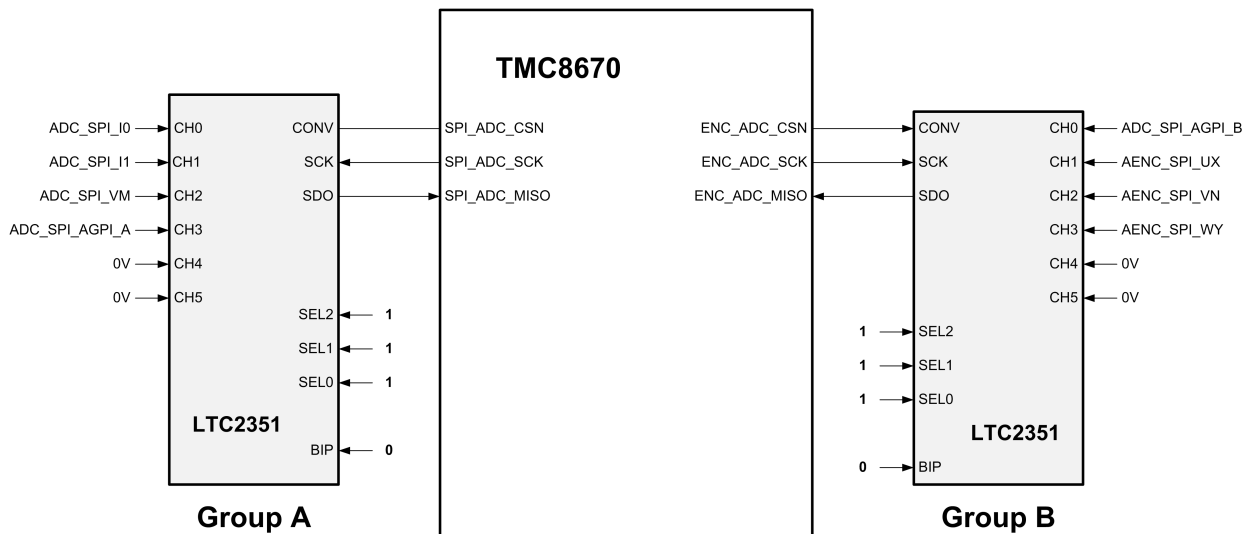 TMC8670
ADC_SPI_I0 CH0 CONV SPI_ADC_CSN ENC_ADC_CSN CONV CH0 ADC_SPI_AGPI_B
ADC_SPI_I1 CH1 SCK SPI_ADC_SCK ENC_ADC_SCK SCK CH1 AENC_SPI_UX
ADC_SPI_VM CH2 SDO SPI_ADC_MISO ENC_ADC_MISO SDO CH2 AENC_SPI_VN
ADC_SPI_AGPI_A CH3 CH3 AENC_SPI_WY
0V CH4 CH4 0V
0V CH5 CH5 0V
SEL2 1
1 SEL2
SEL1 1
1 SEL1
SEL0 1
1 SEL0
LTC2351
LTC2351
BIP 0
0 BIP
Group A Group B